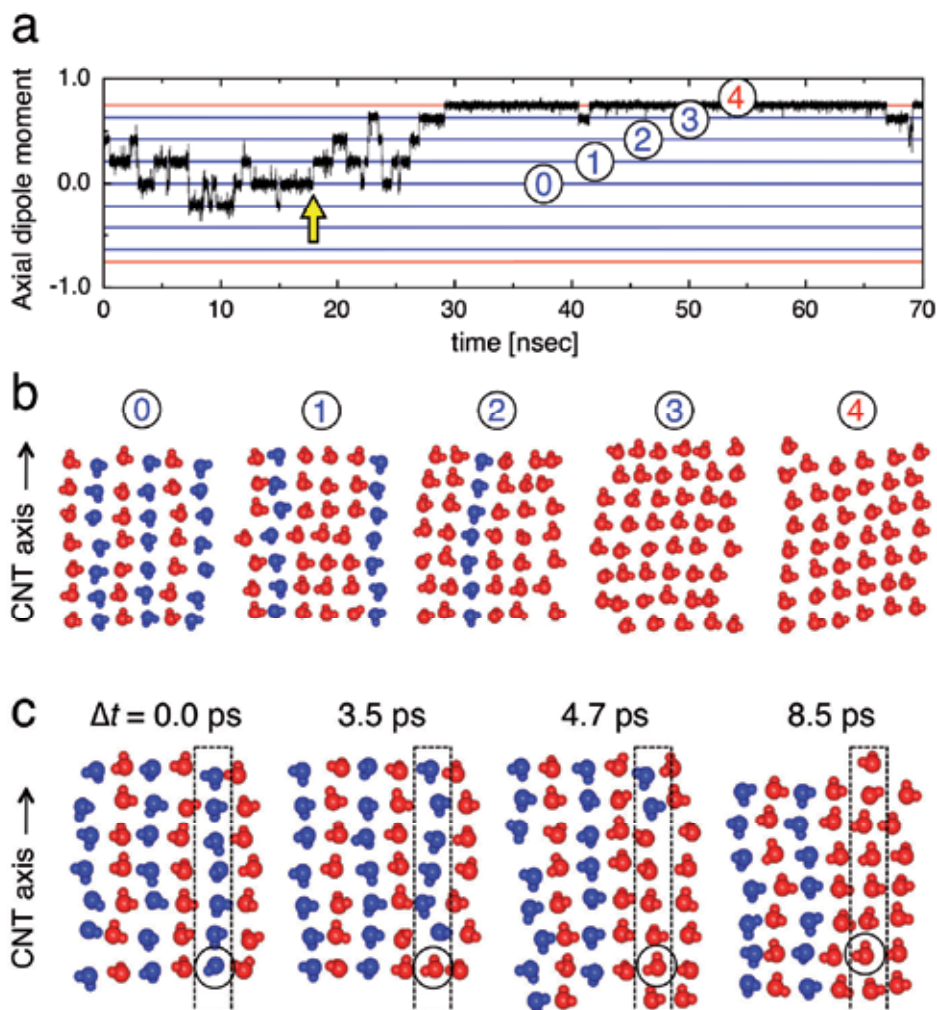 a
Axial dipole moment
1.0
0.0
-1.0
0 1 2 3 4
0 10 20 30 40 50 60 70
time [nsec]
b
0 1 2 3 4
CNT axis →
c
Δt = 0.0 ps 3.5 ps 4.7 ps 8.5 ps
CNT axis →